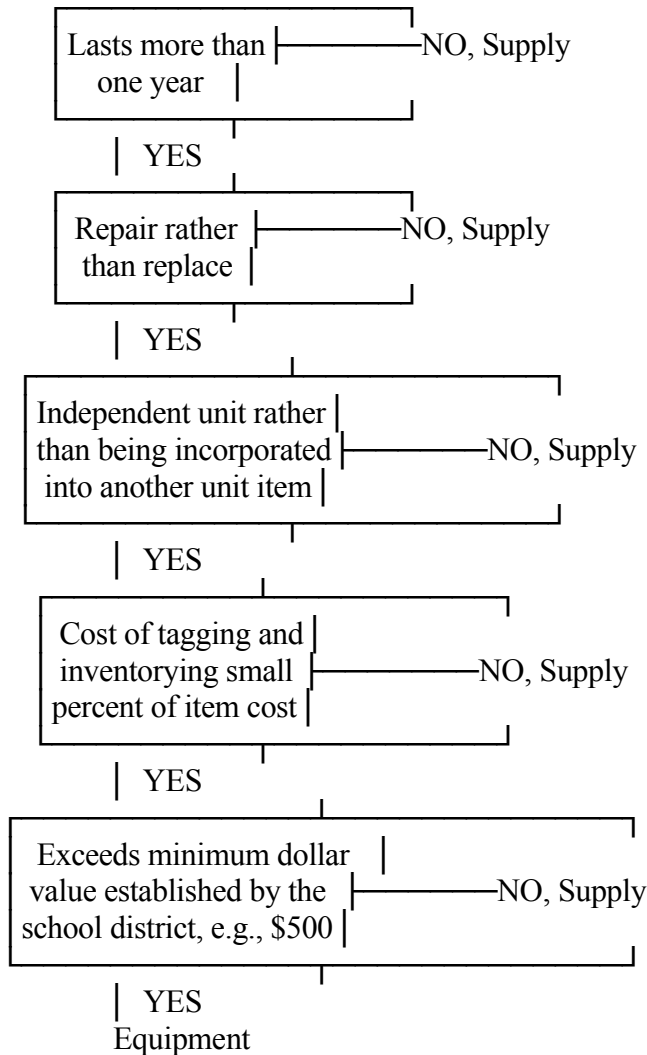 Lasts more than NO, Supply
one year
YES
Repair rather NO, Supply
than replace
YES
Independent unit rather
than being incorporated NO, Supply
into another unit item
YES
Cost of tagging and
inventorying small NO, Supply
percent of item cost
YES
Exceeds minimum dollar
value established by the NO, Supply
school district, e.g., $500
YES
Equipment